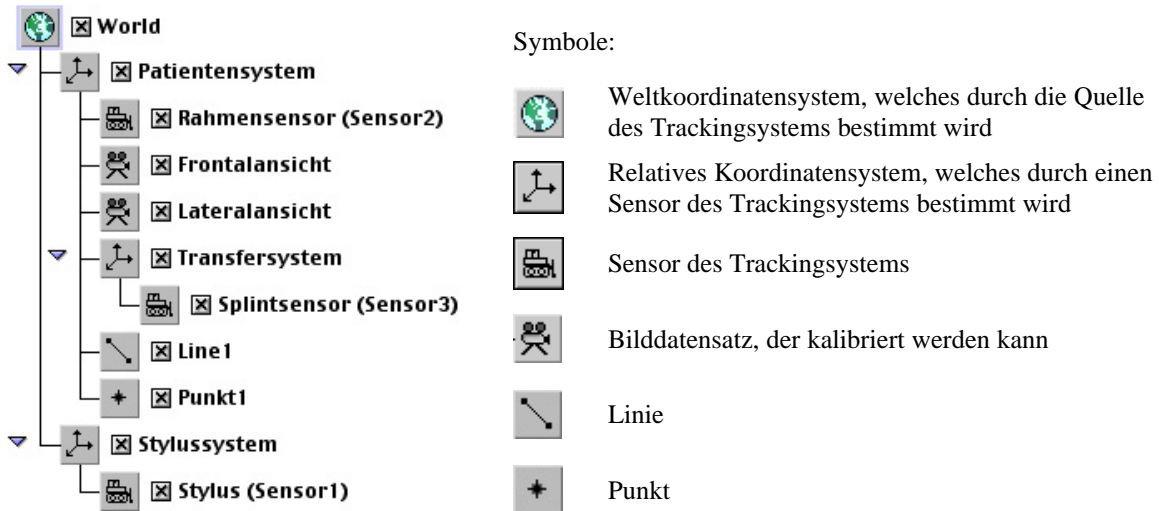 World
Patientensystem
Rahmensensor (Sensor2)
Frontalansicht
Lateralansicht
Transfersystem
Splintsensor (Sensor3)
Line1
Punkt1
Stylussystem
Stylus (Sensor1)
Symbole:
Weltkoordinatensystem, welches durch die Quelle
des Trackingsystems bestimmt wird
Relatives Koordinatensystem, welches durch einen
Sensor des Trackingsystems bestimmt wird
Sensor des Trackingsystems
Bilddatensatz, der kalibriert werden kann
Linie
Punkt